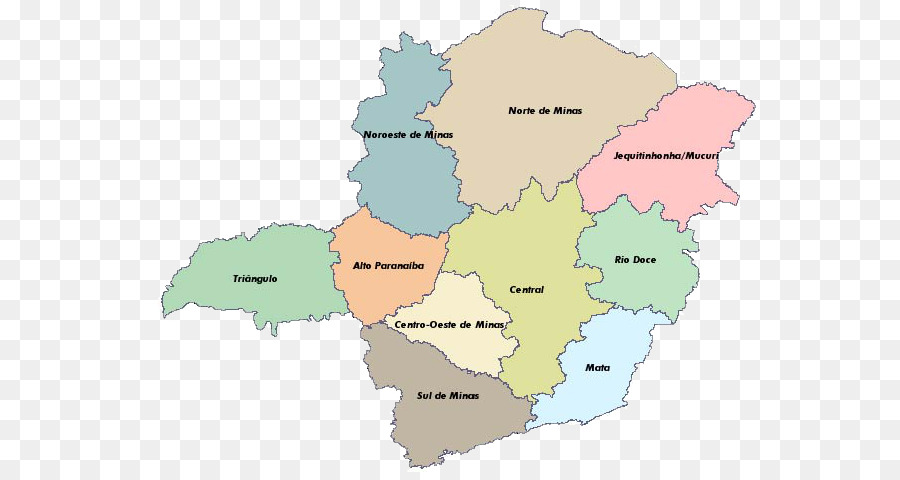 Norte de Minas
Noroeste de Minas
Jequitinhonha/Mucuri
Rio Doce
Alto Paranaíba
Triângulo
Central
Centro-Oeste de Minas
Mata
Sul de Minas